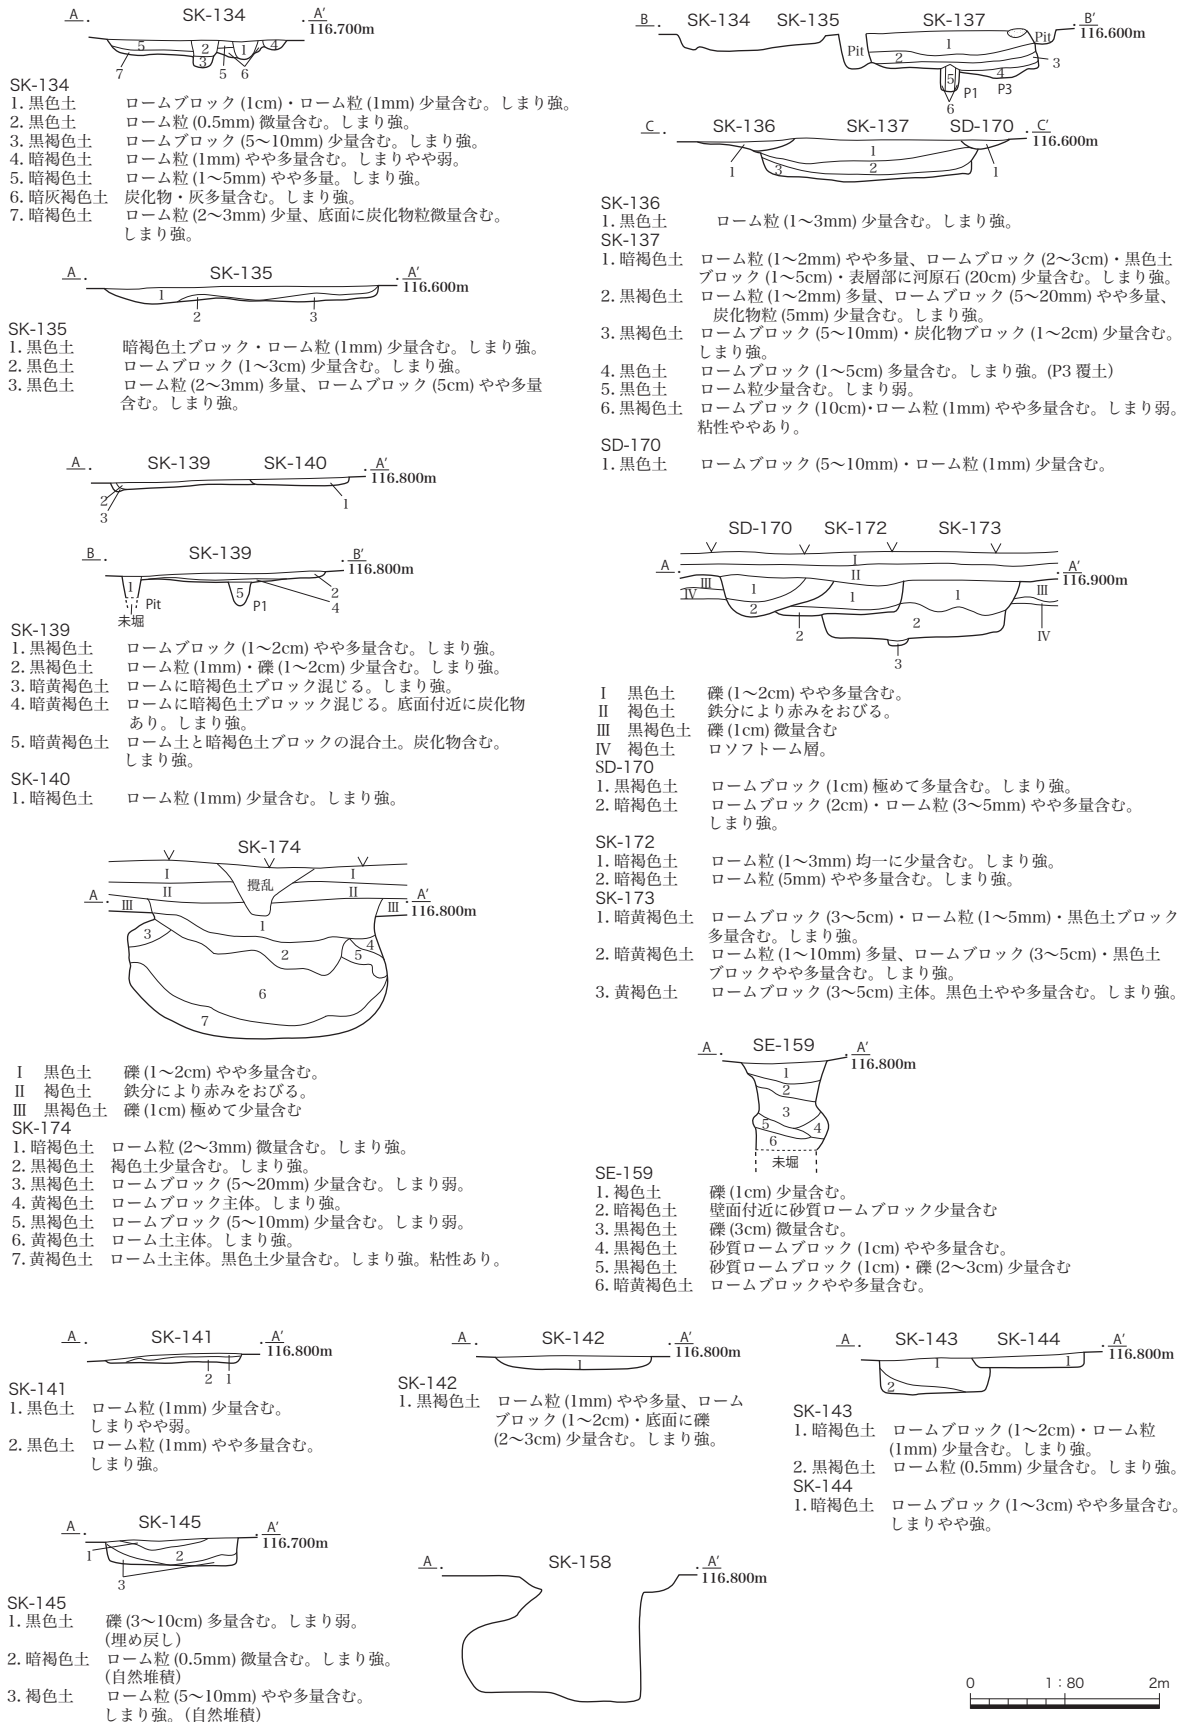 A SK-134 A′
116.700m
5 2 1 4
3
7 5 6
SK-134
1. 黒色土 ロームブロック (1cm)・ローム粒 (1mm) 少量含む。しまり強。
2. 黒色土 ローム粒 (0.5mm) 微量含む。しまり強。
3. 黒褐色土 ロームブロック (5〜10mm) 少量含む。しまり強。
4. 暗褐色土 ローム粒 (1mm) やや多量含む。しまりやや弱。
5. 暗褐色土 ローム粒 (1〜5mm) やや多量。しまり強。
6. 暗灰褐色土 炭化物・灰多量含む。しまり強。
7. 暗褐色土 ローム粒 (2〜3mm) 少量、底面に炭化物粒微量含む。
しまり強。
A SK-135 A′
116.600m
1
2 3
SK-135
1. 黒色土 暗褐色土ブロック・ローム粒 (1mm) 少量含む。しまり強。
2. 黒色土 ロームブロック (1〜3cm) 少量含む。しまり強。
3. 黒色土 ローム粒 (2〜3mm) 多量、ロームブロック (5cm) やや多量
含む。しまり強。
A SK-139 SK-140 A′
116.800m
2 1
3
B SK-139 B′
116.800m
1 5 2
Pit P1 4
未堀
SK-139
1. 黒褐色土 ロームブロック (1〜2cm) やや多量含む。しまり強。
2. 黒褐色土 ローム粒 (1mm)・礫 (1〜2cm) 少量含む。しまり強。
3. 暗黄褐色土 ロームに暗褐色土ブロック混じる。しまり強。
4. 暗黄褐色土 ロームに暗褐色土ブロッック混じる。底面付近に炭化物
あり。しまり強。
5. 暗黄褐色土 ローム土と暗褐色土ブロックの混合土。炭化物含む。
しまり強。
SK-140
1. 暗褐色土 ローム粒 (1mm) 少量含む。しまり強。
SK-174
Ⅰ 攪乱 Ⅰ
Ⅱ Ⅱ
A Ⅲ Ⅲ A′
116.800m
1
3 2 4
5
6
7
Ⅰ 黒色土 礫 (1〜2cm) やや多量含む。
Ⅱ 褐色土 鉄分により赤みをおびる。
Ⅲ 黒褐色土 礫 (1cm) 極めて少量含む
SK-174
1. 暗褐色土 ローム粒 (2〜3mm) 微量含む。しまり強。
2. 黒褐色土 褐色土少量含む。しまり強。
3. 黒褐色土 ロームブロック (5〜20mm) 少量含む。しまり弱。
4. 黄褐色土 ロームブロック主体。しまり強。
5. 黒褐色土 ロームブロック (5〜10mm) 少量含む。しまり弱。
6. 黄褐色土 ローム土主体。しまり強。
7. 黄褐色土 ローム土主体。黒色土少量含む。しまり強。粘性あり。
B SK-134 SK-135 SK-137 B′
116.600m
Pit 1 Pit
2 3
5 4
P1 P3
6
C SK-136 SK-137 SD-170 C′
116.600m
1 1
1 3 2 1
SK-136
1. 黒色土 ローム粒 (1〜3mm) 少量含む。しまり強。
SK-137
1. 暗褐色土 ローム粒 (1〜2mm) やや多量、ロームブロック (2〜3cm)・黒色土
ブロック (1〜5cm)・表層部に河原石 (20cm) 少量含む。しまり強。
2. 黒褐色土 ローム粒 (1〜2mm) 多量、ロームブロック (5〜20mm) やや多量、
炭化物粒 (5mm) 少量含む。しまり強。
3. 黒褐色土 ロームブロック (5〜10mm)・炭化物ブロック (1〜2cm) 少量含む。
しまり強。
4. 黒色土 ロームブロック (1〜5cm) 多量含む。しまり強。(P3 覆土)
5. 黒色土 ローム粒少量含む。しまり弱。
6. 黒褐色土 ロームブロック (10cm)・ローム粒 (1mm) やや多量含む。しまり弱。
粘性ややあり。
SD-170
1. 黒色土 ロームブロック (5〜10mm)・ローム粒 (1mm) 少量含む。
SD-170 SK-172 SK-173
Ⅰ
A Ⅱ A′
116.900m
Ⅲ 1 1 1 Ⅲ
Ⅳ 2 2
2 Ⅳ
3
Ⅰ 黒色土 礫 (1〜2cm) やや多量含む。
Ⅱ 褐色土 鉄分により赤みをおびる。
Ⅲ 黒褐色土 礫 (1cm) 微量含む
Ⅳ 褐色土 ロソフトーム層。
SD-170
1. 黒褐色土 ロームブロック (1cm) 極めて多量含む。しまり強。
2. 暗褐色土 ロームブロック (2cm)・ローム粒 (3〜5mm) やや多量含む。
しまり強。
SK-172
1. 暗褐色土 ローム粒 (1〜3mm) 均一に少量含む。しまり強。
2. 暗褐色土 ローム粒 (5mm) やや多量含む。しまり強。
SK-173
1. 暗黄褐色土 ロームブロック (3〜5cm)・ローム粒 (1〜5mm)・黒色土ブロック
多量含む。しまり強。
2. 暗黄褐色土 ローム粒 (1〜10mm) 多量、ロームブロック (3〜5cm)・黒色土
ブロックやや多量含む。しまり強。
3. 黄褐色土 ロームブロック (3〜5cm) 主体。黒色土やや多量含む。しまり強。
A SE-159 A′
116.800m
1
2
3
5 4
6
未堀
SE-159
1. 褐色土 礫 (1cm) 少量含む。
2. 暗褐色土 壁面付近に砂質ロームブロック少量含む
3. 黒褐色土 礫 (3cm) 微量含む。
4. 黒褐色土 砂質ロームブロック (1cm) やや多量含む。
5. 黒褐色土 砂質ロームブロック (1cm)・礫 (2〜3cm) 少量含む
6. 暗黄褐色土 ロームブロックやや多量含む。
A SK-141 A′
116.800m
2 1
SK-141
1. 黒色土 ローム粒 (1mm) 少量含む。
しまりやや弱。
2. 黒色土 ローム粒 (1mm) やや多量含む。
しまり強。
A SK-142 A′
116.800m
1
SK-142
1. 黒褐色土 ローム粒 (1mm) やや多量、ローム
ブロック (1〜2cm)・底面に礫
(2〜3cm) 少量含む。しまり強。
A SK-143 SK-144 A′
116.800m
1 1
2
SK-143
1. 暗褐色土 ロームブロック (1〜2cm)・ローム粒
(1mm) 少量含む。しまり強。
2. 黒褐色土 ローム粒 (0.5mm) 少量含む。しまり強。
SK-144
1. 暗褐色土 ロームブロック (1〜3cm) やや多量含む。
しまりやや強。
A SK-145 A′
116.700m
1 2
3
SK-145
1. 黒色土 礫 (3〜10cm) 多量含む。しまり弱。
(埋め戻し)
2. 暗褐色土 ローム粒 (0.5mm) 微量含む。しまり強。
(自然堆積)
3. 褐色土 ローム粒 (5〜10mm) やや多量含む。
しまり強。(自然堆積)
A SK-158 A′
116.800m
0 1：80 2m